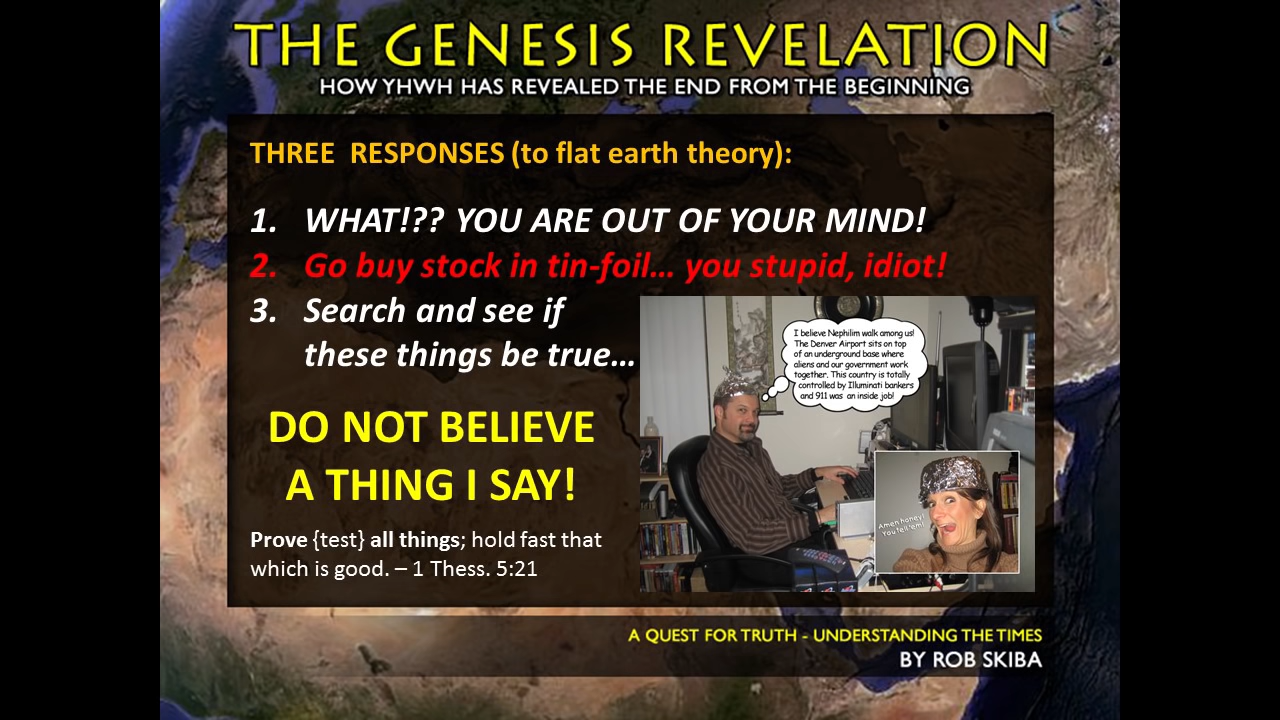 THE GENESIS REVELATION
HOW YHWH HAS REVEALED THE END FROM THE BEGINNING
THREE RESPONSES (to flat earth theory):
1. WHAT!?? YOU ARE OUT OF YOUR MIND!
2. Go buy stock in tin-foil... you stupid, idiot!
3. Search and see if
these things be true...
I believe Nephilim walk among us!
The Denver Airport sits on top
of an underground base where
aliens and our government work
together. This country is totally
controlled by Illuminati bankers
and 911 was an inside job!
DO NOT BELIEVE
A THING I SAY!
Amen honey!
You tell 'em!
Prove {test} all things; hold fast that
which is good. – 1 Thess. 5:21
A QUEST FOR TRUTH - UNDERSTANDING THE TIMES
BY ROB SKIBA